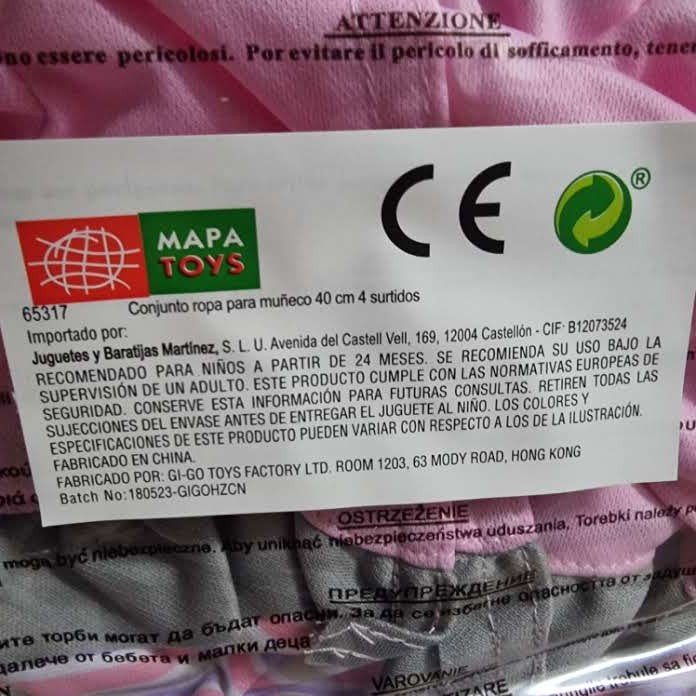 ATTENZIONE
no essere pericolosi. Per evitare il pericolo di sofficamento, tener
CE
®
MAPA
TOYS
65317 Conjunto ropa para muñeco 40 cm 4 surtidos
Importado por:
Juguetes y Baratijas Martínez, S. L. U. Avenida del Castell Vell, 169, 12004 Castellón - CIF· B12073524
RECOMENDADO PARA NIÑOS A PARTIR DE 24 MESES. SE RECOMIENDA SU USO BAJO LA
SUPERVISIÓN DE UN ADULTO. ESTE PRODUCTO CUMPLE CON LAS NORMATIVAS EUROPEAS DE
SEGURIDAD. CONSERVE ESTA INFORMACIÓN PARA FUTURAS CONSULTAS. RETIREN TODAS LAS
SUJECCIONES DEL ENVASE ANTES DE ENTREGAR EL JUGUETE AL NIÑO. LOS COLORES Y
ESPECIFICACIONES DE ESTE PRODUCTO PUEDEN VARIAR CON RESPECTO A LOS DE LA ILUSTRACIÓN.
FABRICADO EN CHINA.
FABRICADO POR: GI-GO TOYS FACTORY LTD. ROOM 1203, 63 MODY ROAD, HONG KONG
Batch No:180523-GIGOHZCN
OSTRZEŻENIE
mogą być niebezpieczne. Aby uniknąć niebezpieczeństwa uduszania, Torebki należy
ПРЕДУПРЕЖДЕНИЕ
ите торби могат да бъдат опасни. За да се избегне опасността от
далече от бебета и малки деца
VAROVANIE